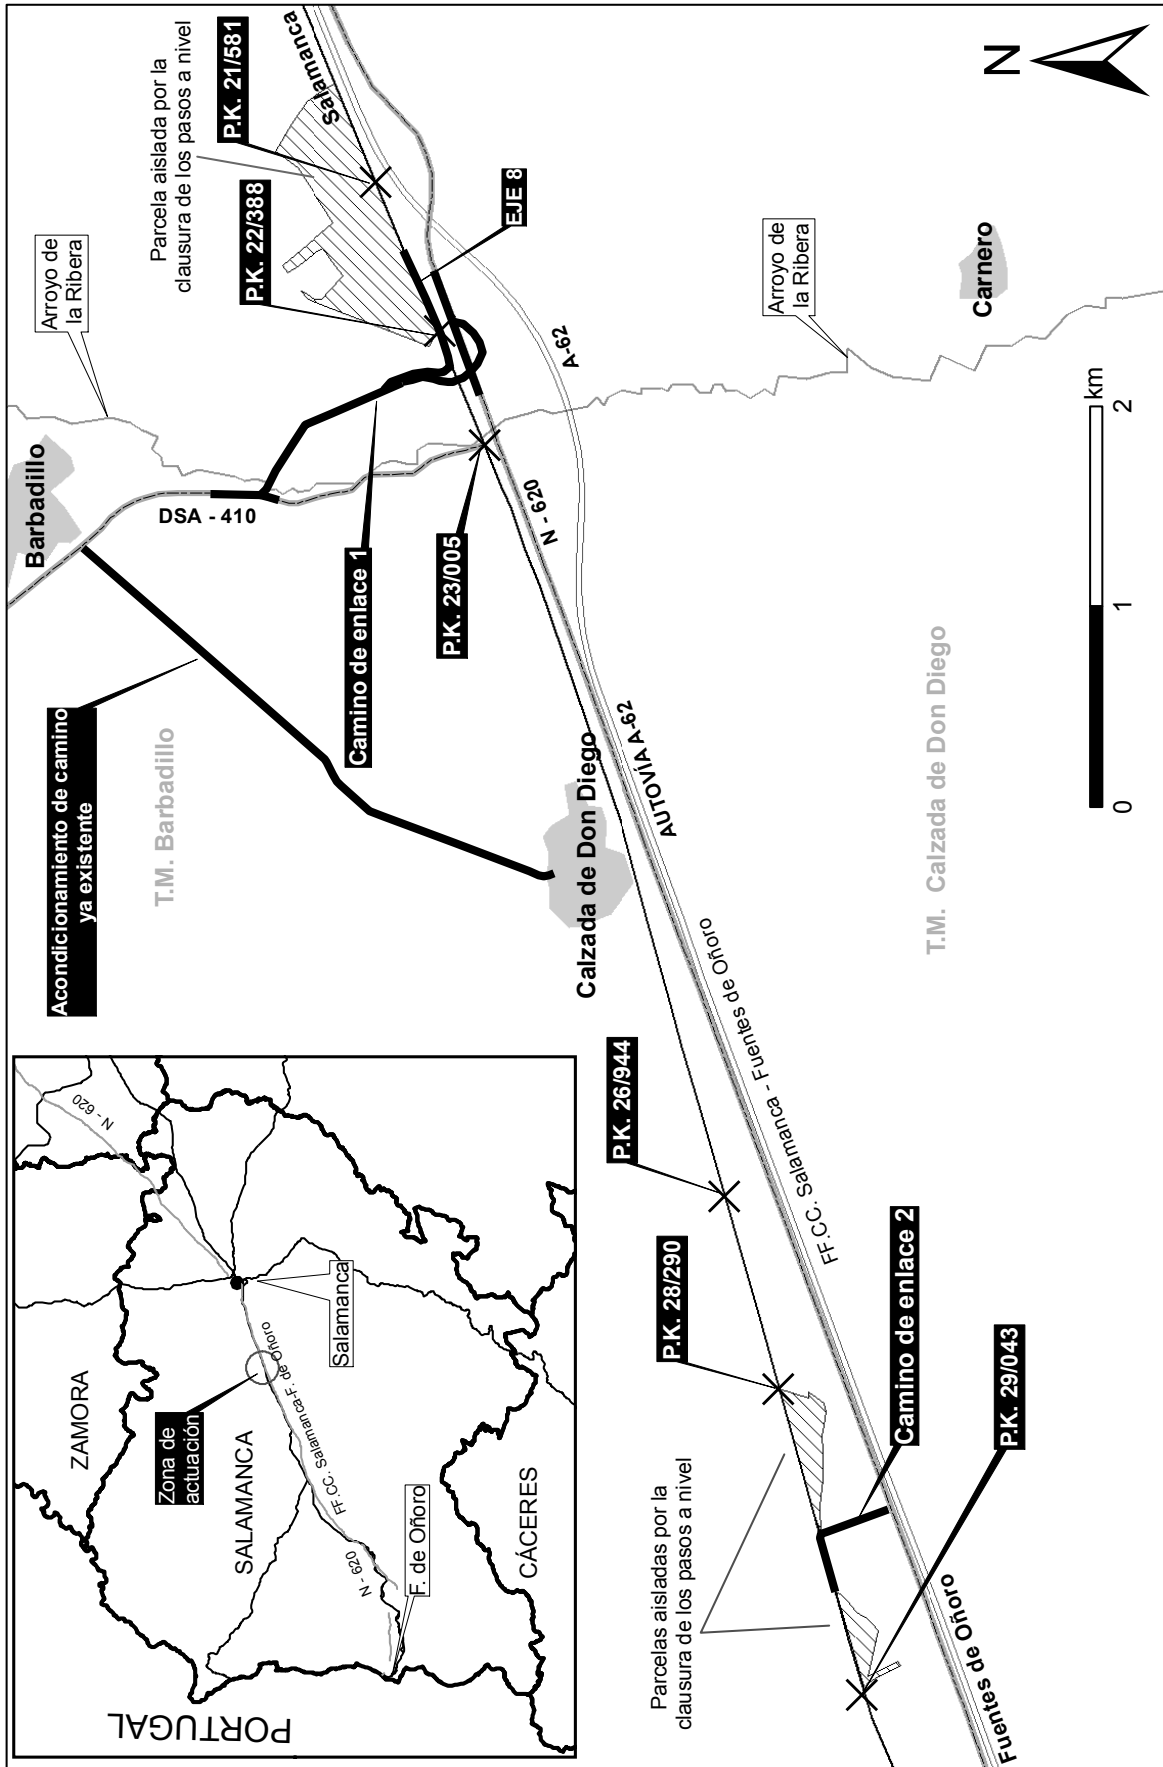 PORTUGAL
ZAMORA
SALAMANCA
CÁCERES
Zona de
actuación
N - 620
N - 620
FF.CC. Salamanca-F. de Oñoro
Salamanca
F. de Oñoro
Acondicionamiento de camino
ya existente
T.M. Barbadillo
Barbadillo
Arroyo de
la Ribera
DSA - 410
Camino de enlace 1
P.K. 23/005
Parcela aislada por la
clausura de los pasos a nivel
P.K. 22/388
P.K. 21/581
Salamanca
EJE 8
A-62
N - 620
Calzada de Don Diego
AUTOVÍA A-62
FF.CC. Salamanca - Fuentes de Oñoro
P.K. 26/944
P.K. 28/290
Parcelas aisladas por la
clausura de los pasos a nivel
Camino de enlace 2
P.K. 29/043
Fuentes de Oñoro
T.M. Calzada de Don Diego
Arroyo de
la Ribera
Carnero
N
km
0 1 2